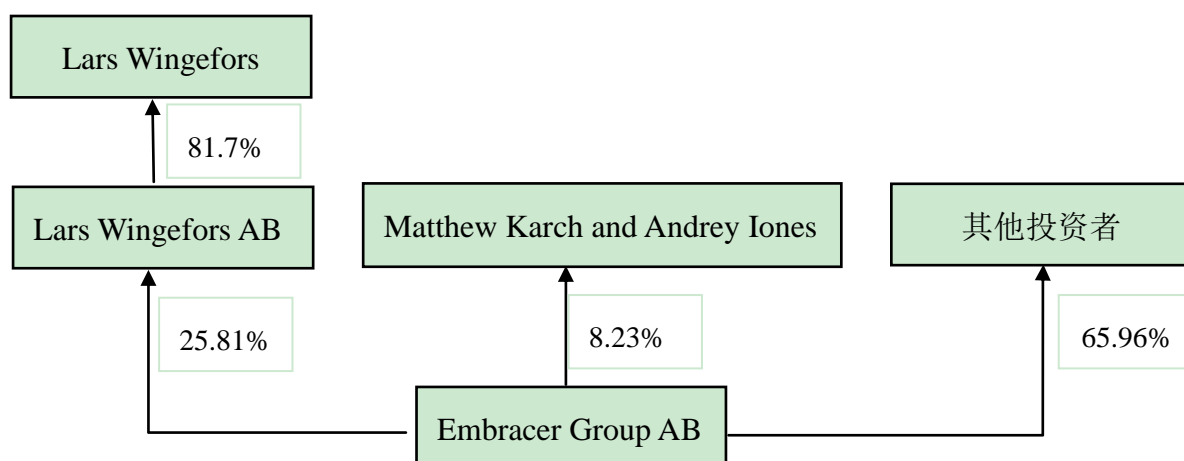 Lars Wingefors
81.7%
Lars Wingefors AB
Matthew Karch and Andrey Iones
其他投资者
25.81%
8.23%
65.96%
Embracer Group AB